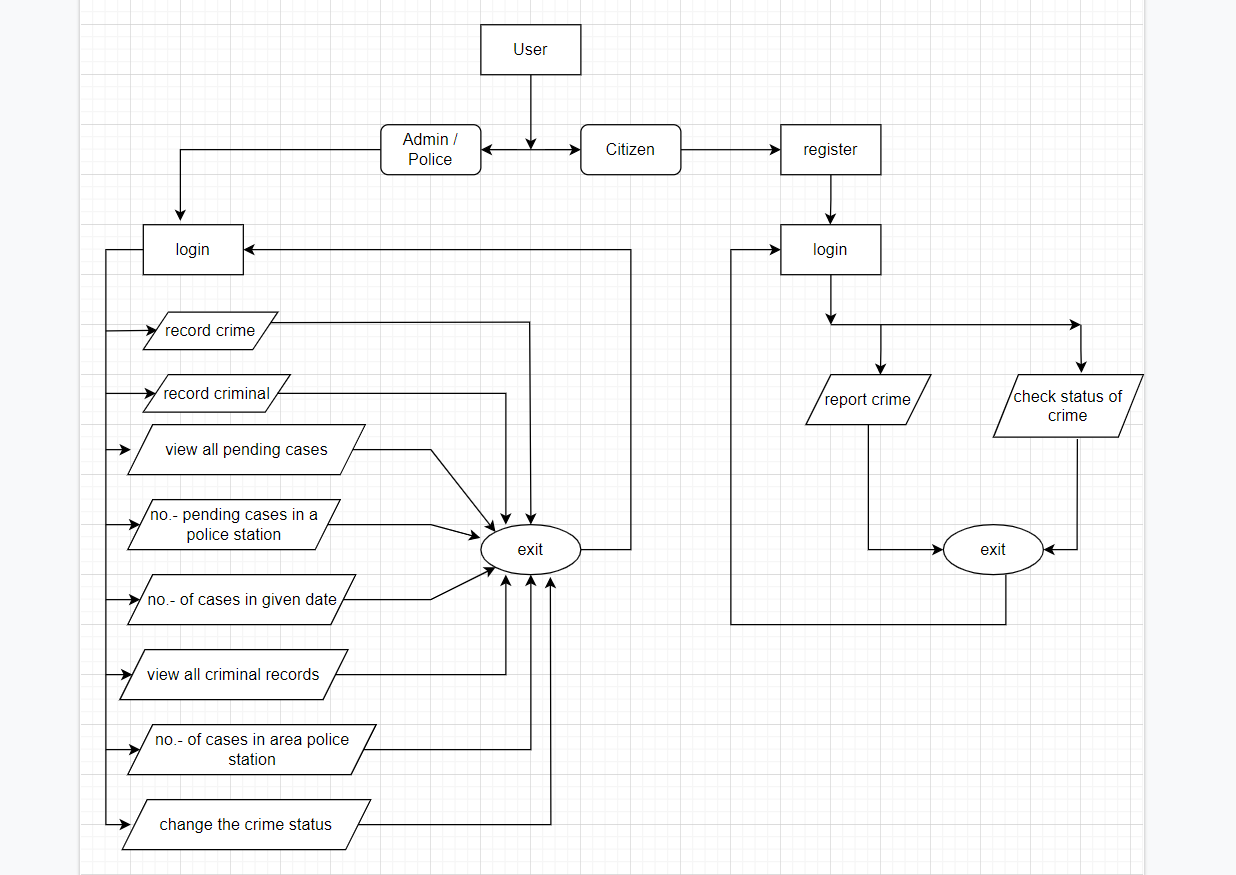 User
Admin /
Police
Citizen
register
login
login
record crime
record criminal
view all pending cases
no.- pending cases in a
police station
no.- of cases in given date
view all criminal records
no.- of cases in area police
station
change the crime status
exit
report crime
check status of
crime
exit